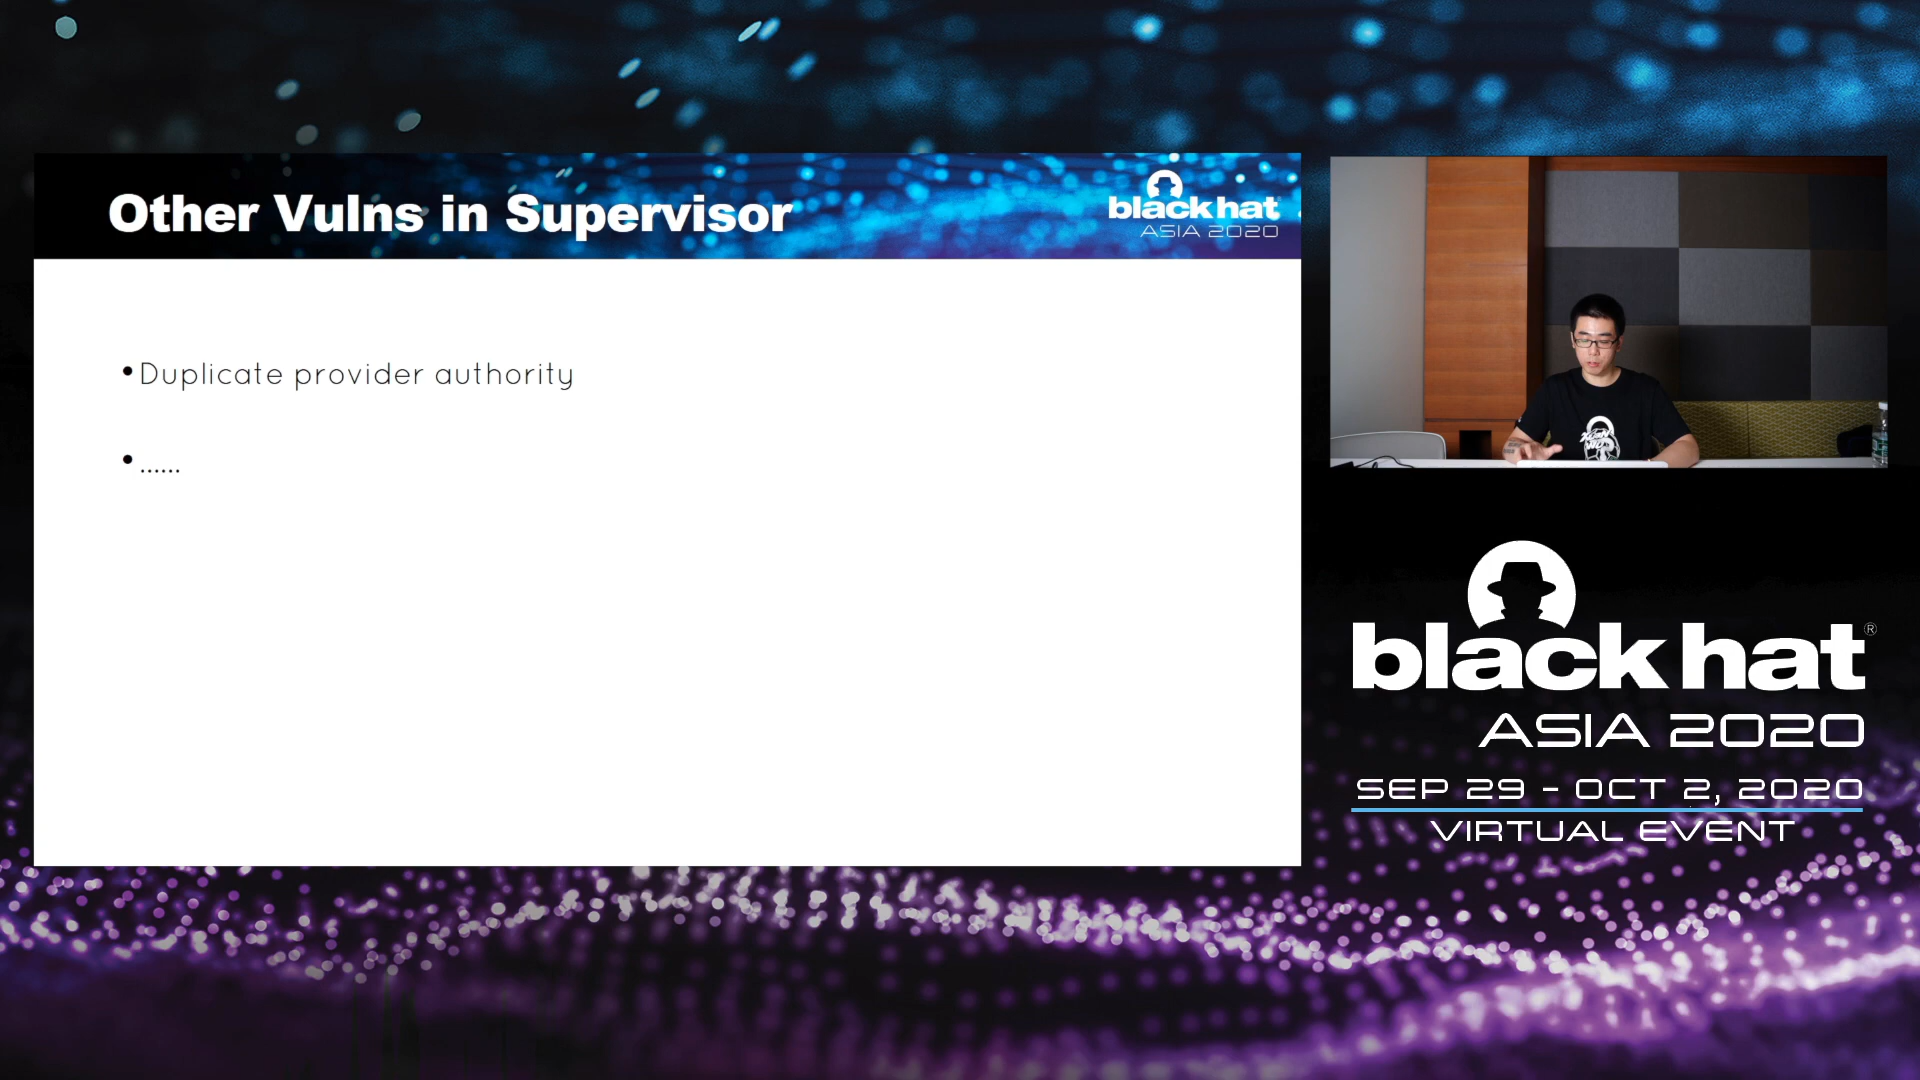 Other Vulns in Supervisor
black hat
ASIA 2020
•Duplicate provider authority
•......
black hat®
ASIA 2020
SEP 29 - OCT 2, 2020
VIRTUAL EVENT